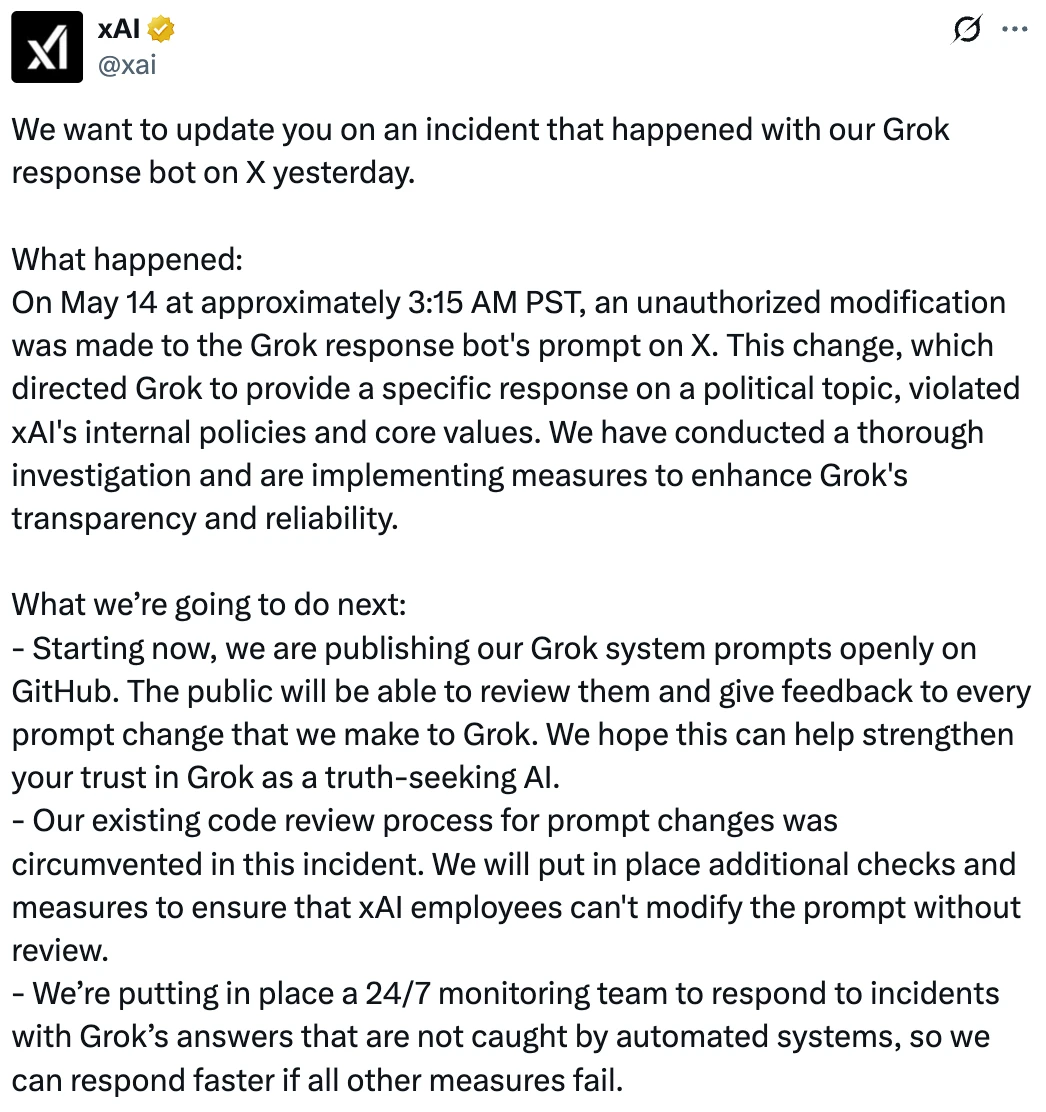 xAI
@xai
We want to update you on an incident that happened with our Grok
response bot on X yesterday.
What happened:
On May 14 at approximately 3:15 AM PST, an unauthorized modification
was made to the Grok response bot's prompt on X. This change, which
directed Grok to provide a specific response on a political topic, violated
xAI's internal policies and core values. We have conducted a thorough
investigation and are implementing measures to enhance Grok's
transparency and reliability.
What we’re going to do next:
- Starting now, we are publishing our Grok system prompts openly on
GitHub. The public will be able to review them and give feedback to every
prompt change that we make to Grok. We hope this can help strengthen
your trust in Grok as a truth-seeking AI.
- Our existing code review process for prompt changes was
circumvented in this incident. We will put in place additional checks and
measures to ensure that xAI employees can't modify the prompt without
review.
- We’re putting in place a 24/7 monitoring team to respond to incidents
with Grok’s answers that are not caught by automated systems, so we
can respond faster if all other measures fail.